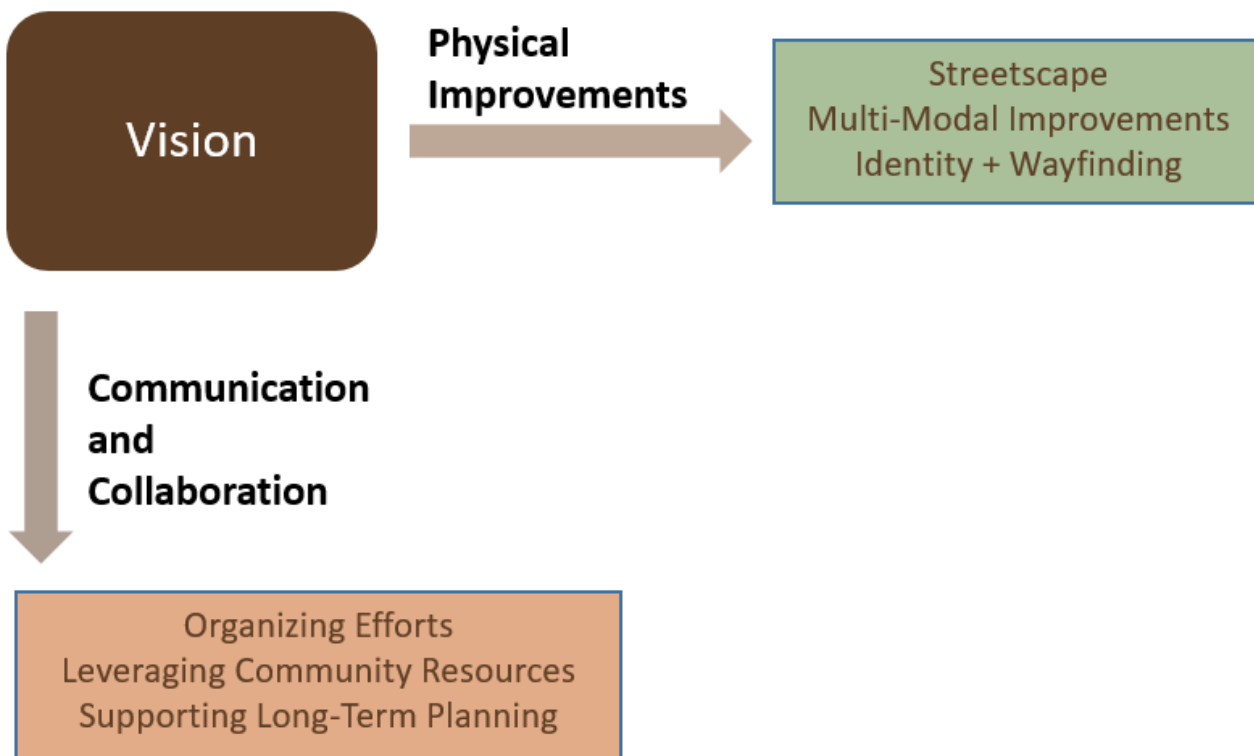 Vision
Physical
Improvements
Streetscape
Multi-Modal Improvements
Identity + Wayfinding
Communication
and
Collaboration
Organizing Efforts
Leveraging Community Resources
Supporting Long-Term Planning